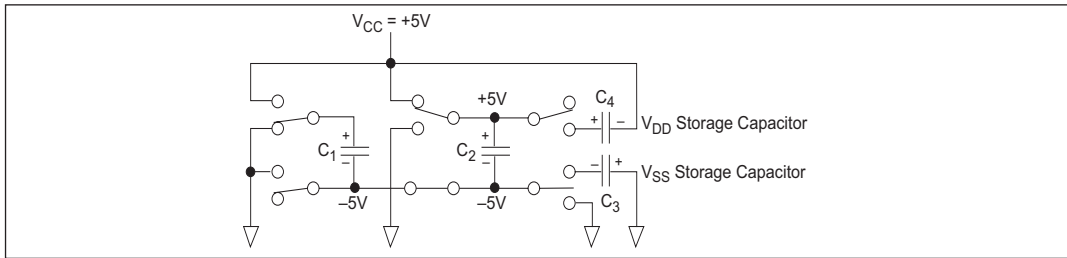 V_CC = +5V
+5V
C_4
+ –
V_DD Storage Capacitor
+
C_1
–
+
C_2
–
– +
V_SS Storage Capacitor
C_3
–5V
–5V